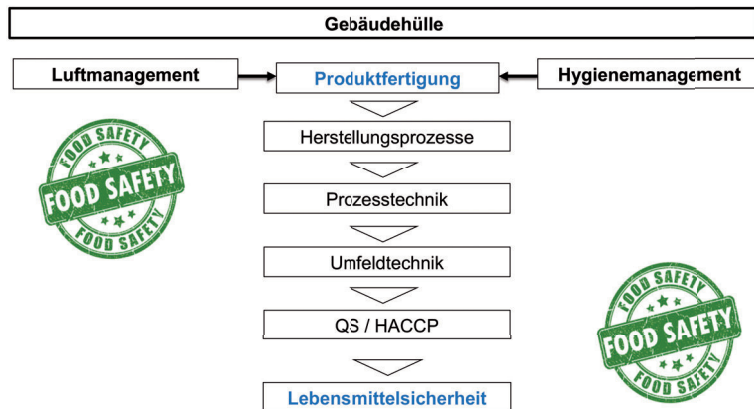 Gebäudehülle
Luftmanagement
Produktfertigung
Hygienemanagement
Herstellungsprozesse
FOOD SAFETY
FOOD SAFETY
FOOD SAFETY
Prozesstechnik
Umfeldtechnik
QS / HACCP
FOOD SAFETY
FOOD SAFETY
FOOD SAFETY
Lebensmittelsicherheit